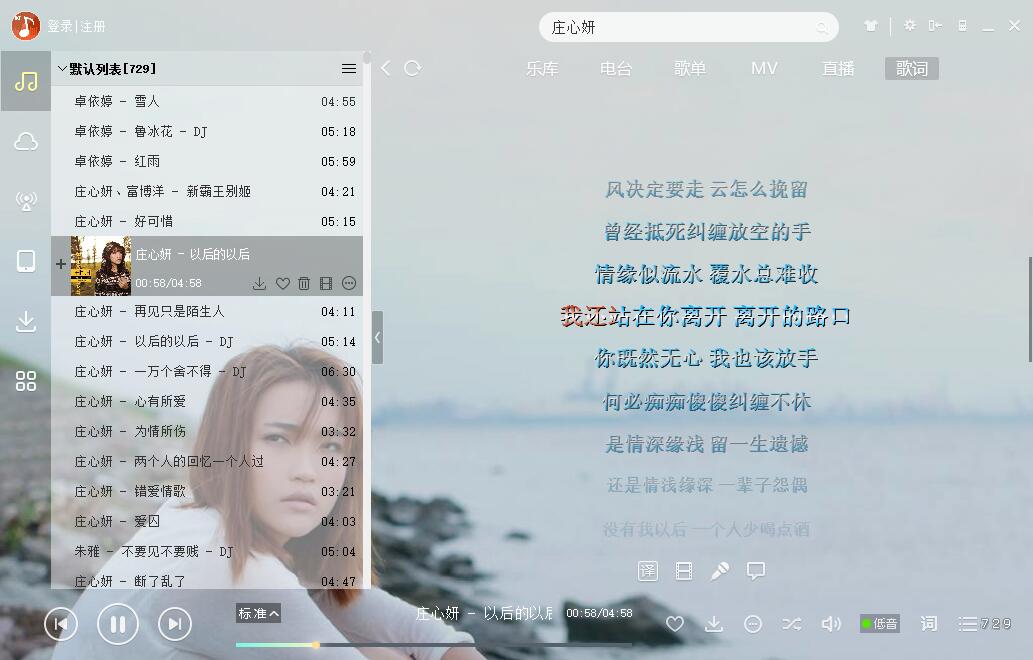 登录|注册
庄心妍
乐库 电台 歌单 MV 直播 歌词
默认列表[729]
卓依婷 - 雪人 04:55
卓依婷 - 鲁冰花 - DJ 05:18
卓依婷 - 红雨 05:59
庄心妍、富博洋 - 新霸王别姬 04:21
庄心妍 - 好可惜 05:15
庄心妍 - 以后的以后
00:58/04:58
庄心妍 - 再见只是陌生人 04:11
庄心妍 - 以后的以后 - DJ 05:14
庄心妍 - 一万个舍不得 - DJ 06:30
庄心妍 - 心有所爱 04:35
庄心妍 - 为情所伤 03:32
庄心妍 - 两个人的回忆一个人过 04:27
庄心妍 - 错爱情歌 03:21
庄心妍 - 爱囚 04:03
朱雅 - 不要见不要贱 - DJ 05:04
庄心妍 - 断了乱了 04:47
风决定要走 云怎么挽留
曾经抵死纠缠放空的手
情缘似流水 覆水总难收
我还站在你离开 离开的路口
你既然无心 我也该放手
何必痴痴傻傻纠缠不休
是情深缘浅 留一生遗憾
还是情浅缘深 一辈子怨偶
没有我以后 一个人少喝点酒
译
标准
庄心妍 - 以后的以后 00:58/04:58
低音 词 729